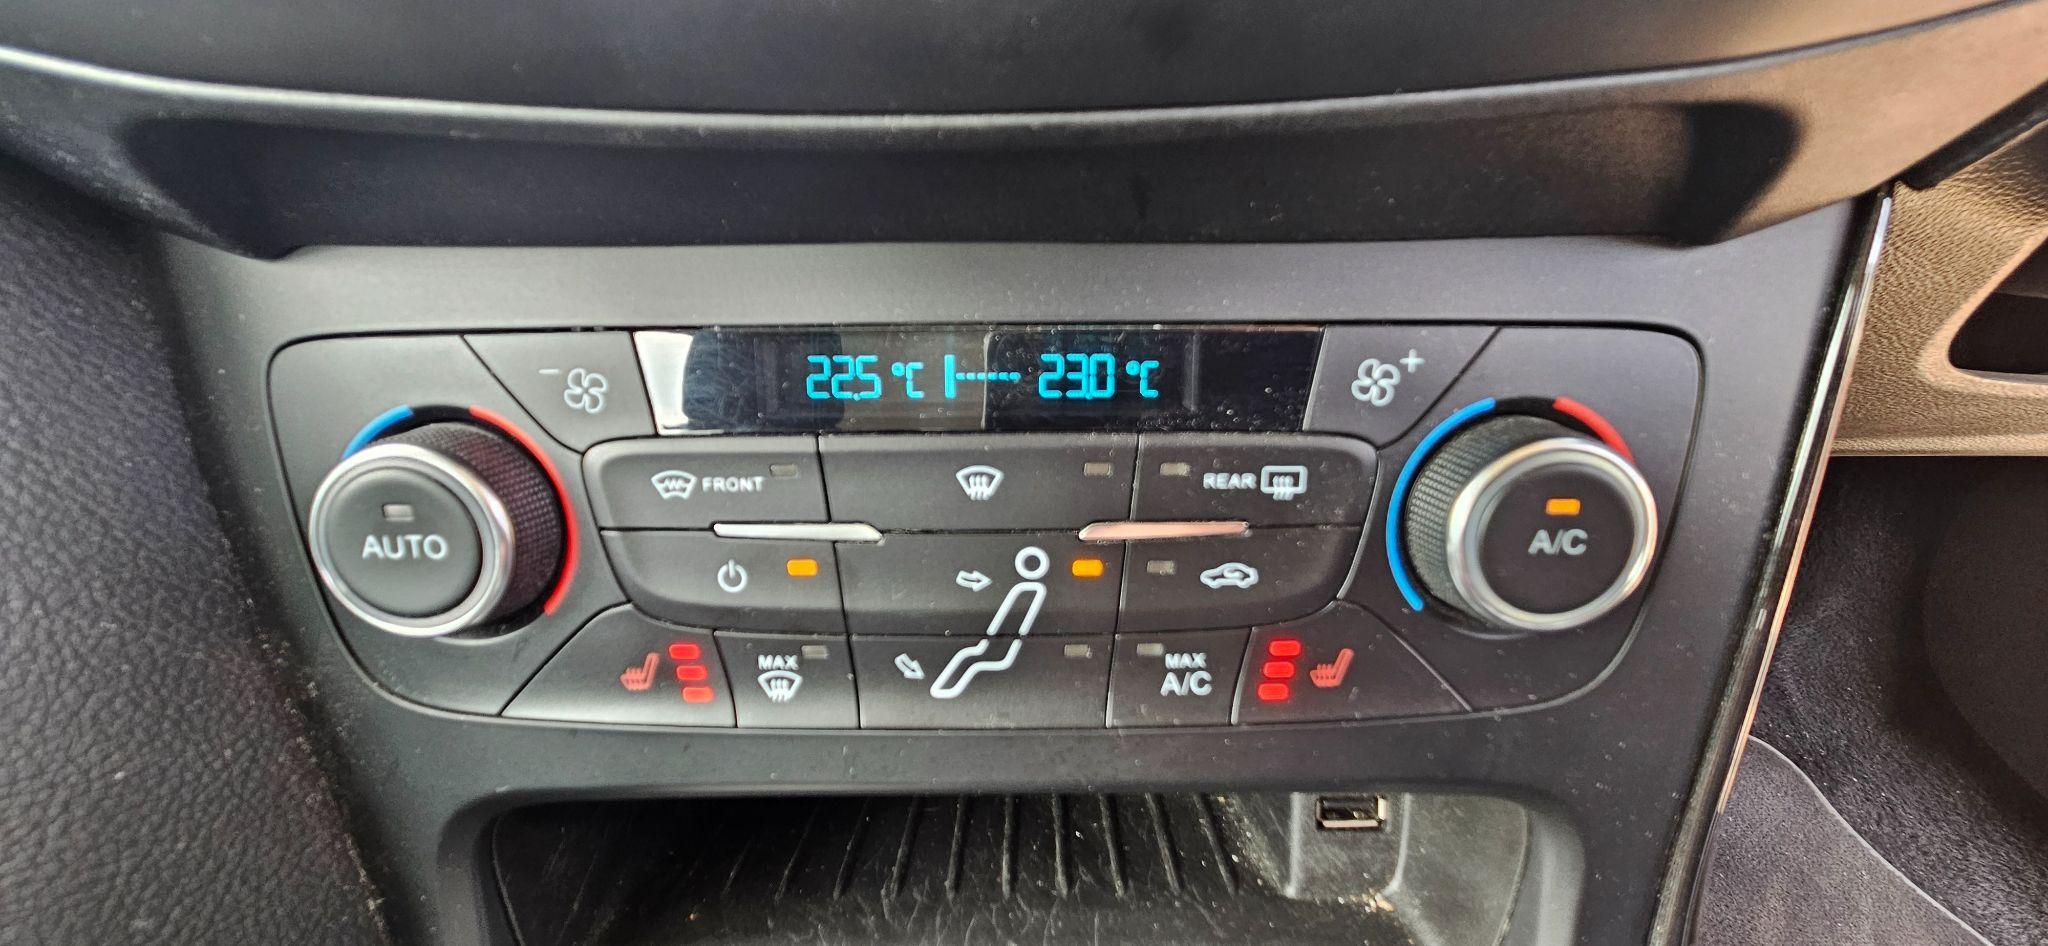 22.5 °C 23.0 °C
FRONT
REAR
AUTO
A/C
MAX
MAX
A/C